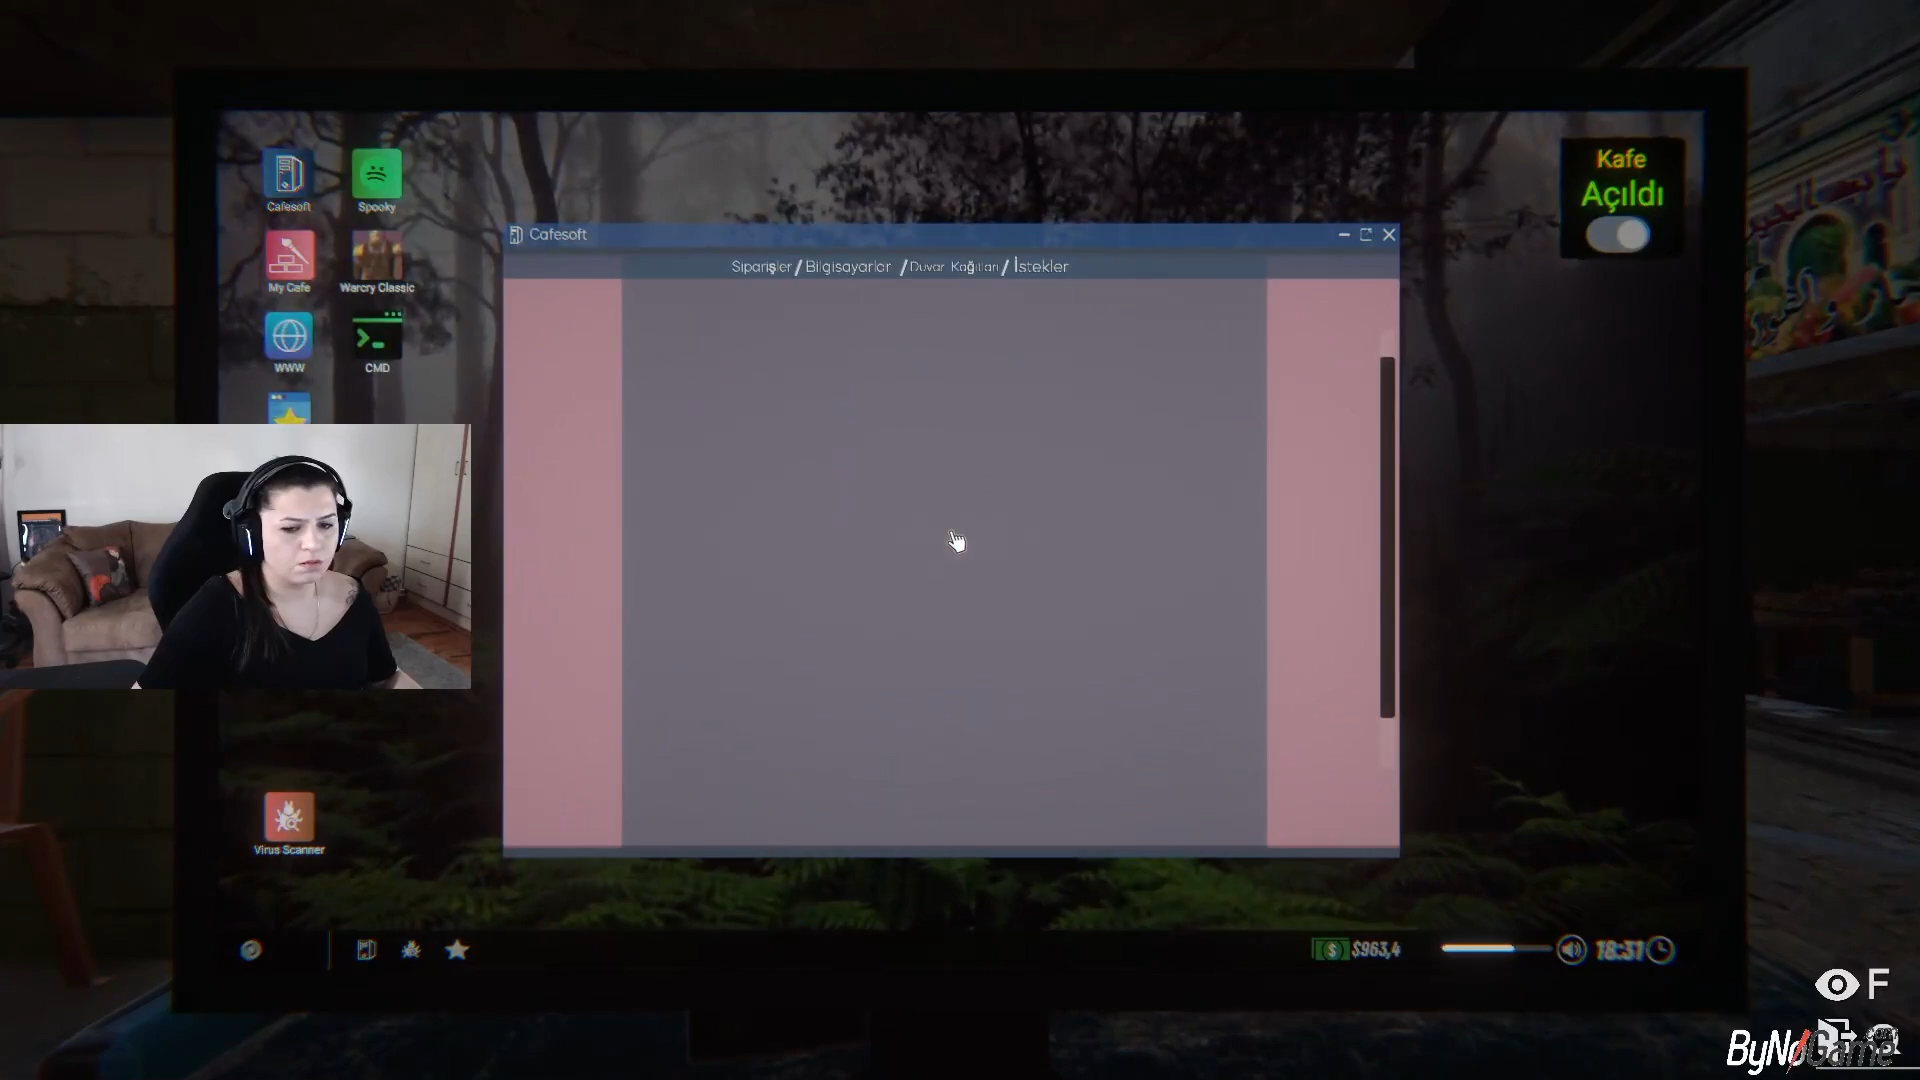 Kafe
Açıldı
Cafesoft
Spooky
Cafesoft
Siparişler / Bilgisayarlar / Duvar Kağıtları / İstekler
My Cafe
Warcry Classic
WWW
CMD
Virus Scanner
$963,4
18:31
F
ByNoGame